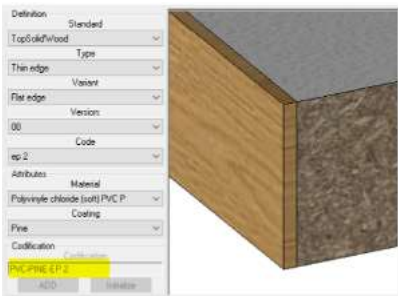 Definition
Standard
TopSolid'Wood
Type
Thin edge
Variant
Flat edge
Version
00
Code
ep 2
Attributes
Material
Polyvinyle chloride (soft) PVC P
Coating
Pine
Codification
Codification
PVC-PINE-EP 2
ADD
Initialize